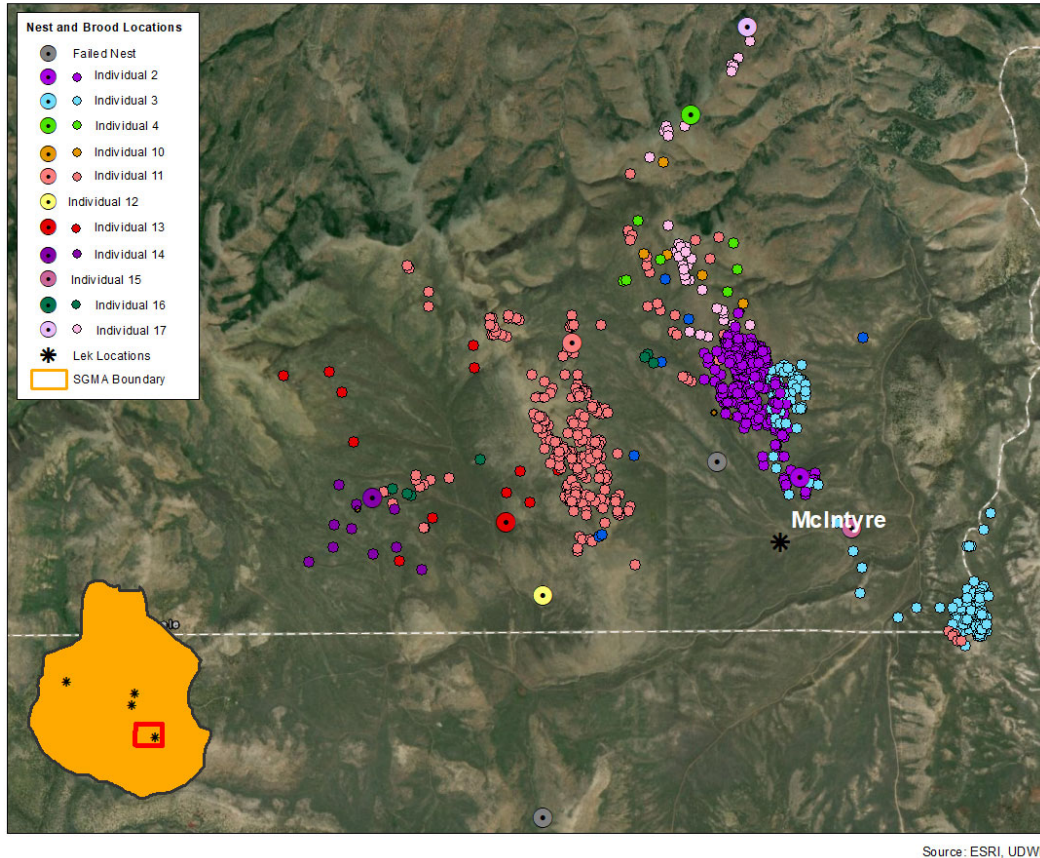 Nest and Brood Locations
Failed Nest
Individual 2
Individual 3
Individual 4
Individual 10
Individual 11
Individual 12
Individual 13
Individual 14
Individual 15
Individual 16
Individual 17
Lek Locations
SGMA Boundary
McIntyre
Source: ESRI, UDW